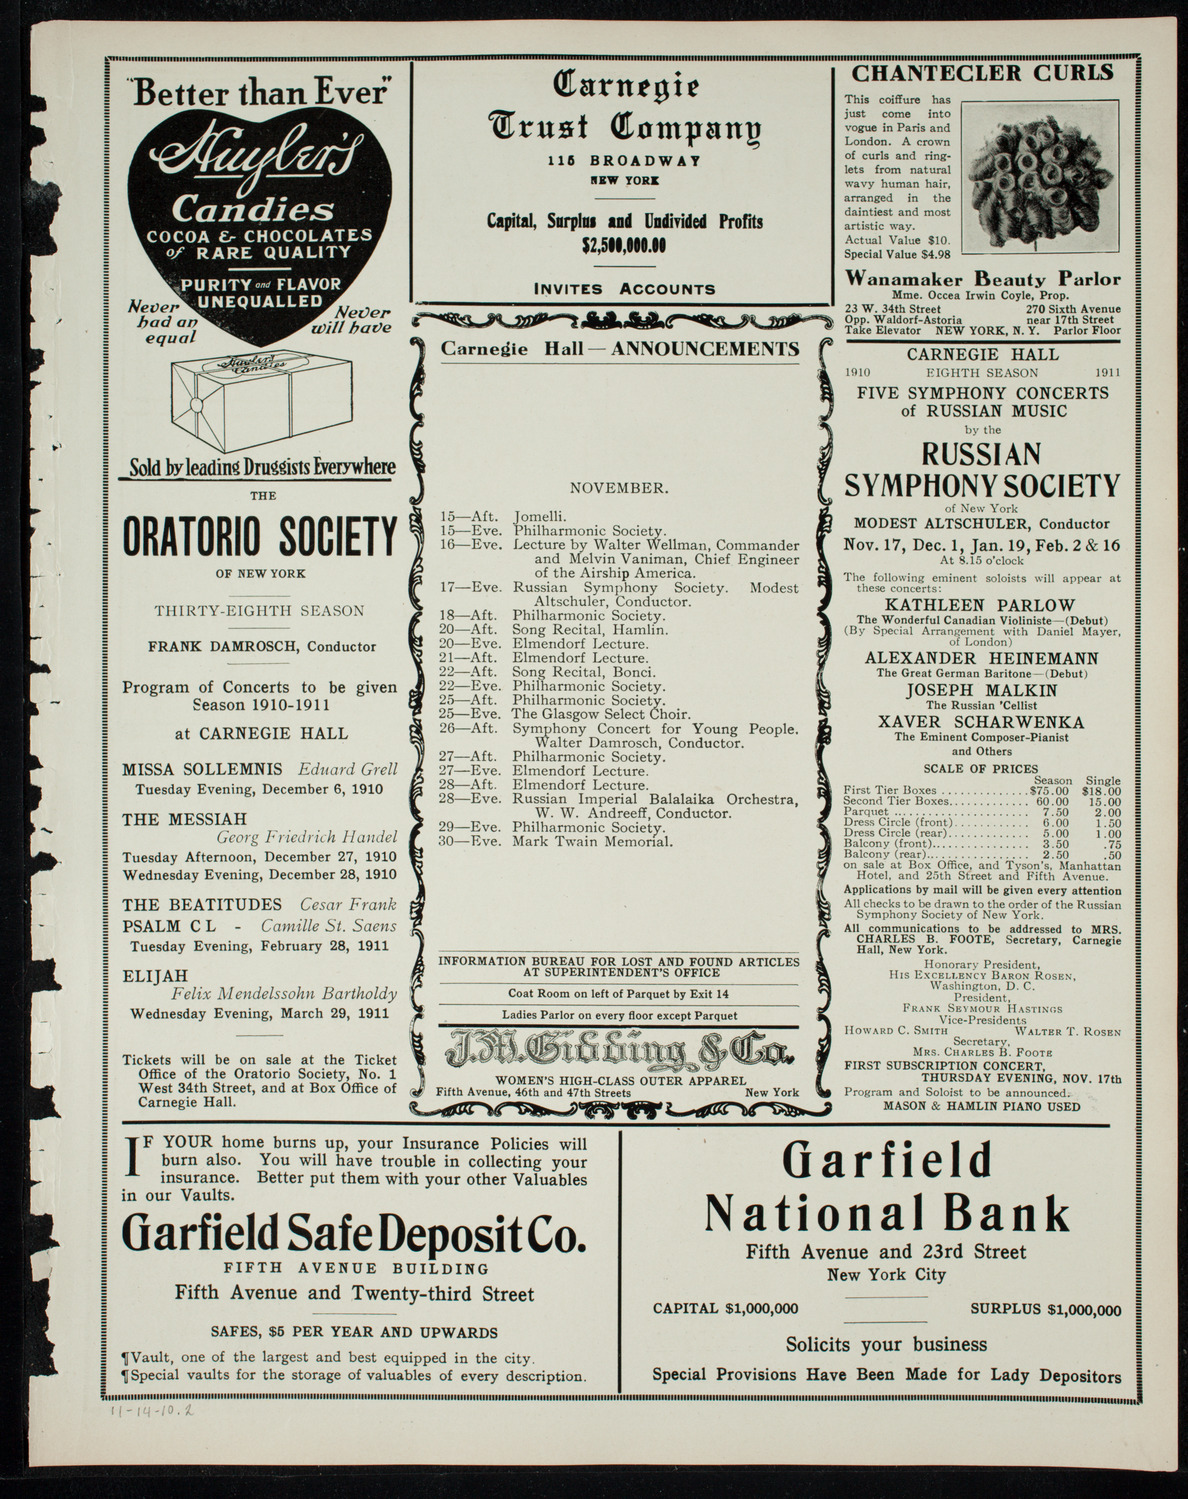 "Better than Ever"
Huyler's
Candies
COCOA & CHOCOLATES
of RARE QUALITY
PURITY and FLAVOR
UNEQUALLED
Never
had an
equal
Never
will have
Huyler's
Candies
Sold by leading Druggists Everywhere
THE
ORATORIO SOCIETY
OF NEW YORK
THIRTY-EIGHTH SEASON
FRANK DAMROSCH, Conductor
Program of Concerts to be given
Season 1910-1911
at CARNEGIE HALL
MISSA SOLLEMNIS Eduard Grell
Tuesday Evening, December 6, 1910
THE MESSIAH
Georg Friedrich Handel
Tuesday Afternoon, December 27, 1910
Wednesday Evening, December 28, 1910
THE BEATITUDES Cesar Frank
PSALM C L - Camille St. Saens
Tuesday Evening, February 28, 1911
ELIJAH
Felix Mendelssohn Bartholdy
Wednesday Evening, March 29, 1911
Tickets will be on sale at the Ticket
Office of the Oratorio Society, No. 1
West 34th Street, and at Box Office of
Carnegie Hall.
Carnegie
Trust Company
115 BROADWAY
NEW YORK
Capital, Surplus and Undivided Profits
$2,500,000.00
INVITES ACCOUNTS
Carnegie Hall—ANNOUNCEMENTS
NOVEMBER.
15—Aft. Jomelli.
15—Eve. Philharmonic Society.
16—Eve. Lecture by Walter Wellman, Commander
and Melvin Vaniman, Chief Engineer
of the Airship America.
17—Eve. Russian Symphony Society. Modest
Altschuler, Conductor.
18—Aft. Philharmonic Society.
20—Aft. Song Recital, Hamlin.
20—Eve. Elmendorf Lecture.
21—Aft. Elmendorf Lecture.
22—Aft. Song Recital, Bonci.
22—Eve. Philharmonic Society.
25—Aft. Philharmonic Society.
25—Eve. The Glasgow Select Choir.
26—Aft. Symphony Concert for Young People.
Walter Damrosch, Conductor.
27—Aft. Philharmonic Society.
27—Eve. Elmendorf Lecture.
28—Aft. Elmendorf Lecture.
28—Eve. Russian Imperial Balalaika Orchestra,
W. W. Andreeff, Conductor.
29—Eve. Philharmonic Society.
30—Eve. Mark Twain Memorial.
INFORMATION BUREAU FOR LOST AND FOUND ARTICLES
AT SUPERINTENDENT'S OFFICE
Coat Room on left of Parquet by Exit 14
Ladies Parlor on every floor except Parquet
J.M. Gidding & Co.
WOMEN'S HIGH-CLASS OUTER APPAREL
Fifth Avenue, 46th and 47th Streets New York
CHANTECLER CURLS
This coiffure has
just come into
vogue in Paris and
London. A crown
of curls and ring-
lets from natural
wavy human hair,
arranged in the
daintiest and most
artistic way.
Actual Value $10.
Special Value $4.98
Wanamaker Beauty Parlor
Mme. Occea Irwin Coyle, Prop.
23 W. 34th Street 270 Sixth Avenue
Opp. Waldorf-Astoria near 17th Street
Take Elevator NEW YORK, N. Y. Parlor Floor
CARNEGIE HALL
1910 EIGHTH SEASON 1911
FIVE SYMPHONY CONCERTS
of RUSSIAN MUSIC
by the
RUSSIAN
SYMPHONY SOCIETY
of New York
MODEST ALTSCHULER, Conductor
Nov. 17, Dec. 1, Jan. 19, Feb. 2 & 16
At 8.15 o'clock
The following eminent soloists will appear at
these concerts:
KATHLEEN PARLOW
The Wonderful Canadian Violiniste—(Debut)
(By Special Arrangement with Daniel Mayer,
of London)
ALEXANDER HEINEMANN
The Great German Baritone—(Debut)
JOSEPH MALKIN
The Russian 'Cellist
XAVER SCHARWENKA
The Eminent Composer-Pianist
and Others
SCALE OF PRICES
Season Single
First Tier Boxes .............$75.00 $18.00
Second Tier Boxes............. 60.00 15.00
Parquet .................... 7.50 2.00
Dress Circle (front)........... 6.00 1.50
Dress Circle (rear)............ 5.00 1.00
Balcony (front)............... 3.50 .75
Balcony (rear)................ 2.50 .50
on sale at Box Office, and Tyson's, Manhattan
Hotel, and 25th Street and Fifth Avenue.
Applications by mail will be given every attention
All checks to be drawn to the order of the Russian
Symphony Society of New York.
All communications to be addressed to MRS.
CHARLES B. FOOTE, Secretary, Carnegie
Hall, New York.
Honorary President,
HIS EXCELLENCY BARON ROSEN,
Washington, D. C.
President,
FRANK SEYMOUR HASTINGS
Vice-Presidents
HOWARD C. SMITH WALTER T. ROSEN
Secretary,
MRS. CHARLES B. FOOTE
FIRST SUBSCRIPTION CONCERT,
THURSDAY EVENING, NOV. 17th
Program and Soloist to be announced.
MASON & HAMLIN PIANO USED
IF YOUR home burns up, your Insurance Policies will
burn also. You will have trouble in collecting your
insurance. Better put them with your other Valuables
in our Vaults.
Garfield Safe Deposit Co.
FIFTH AVENUE BUILDING
Fifth Avenue and Twenty-third Street
SAFES, $5 PER YEAR AND UPWARDS
¶Vault, one of the largest and best equipped in the city.
¶Special vaults for the storage of valuables of every description.
Garfield
National Bank
Fifth Avenue and 23rd Street
New York City
CAPITAL $1,000,000 SURPLUS $1,000,000
Solicits your business
Special Provisions Have Been Made for Lady Depositors
11-14-10.2